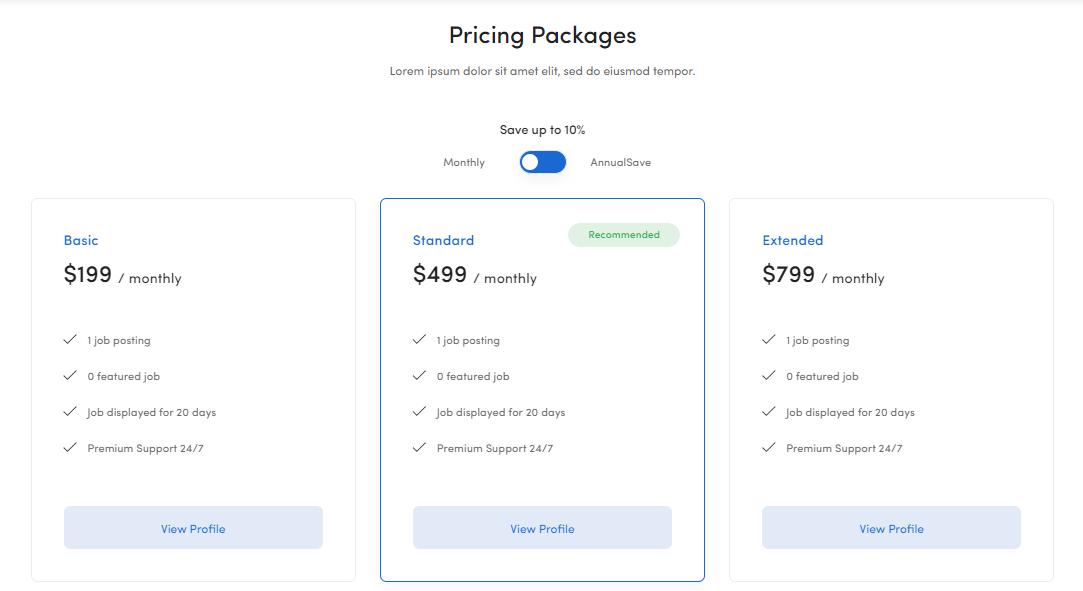 Pricing Packages
Lorem ipsum dolor sit amet elit, sed do eiusmod tempor.
Save up to 10%
Monthly
AnnualSave
Basic
$199 / monthly
1 job posting
0 featured job
Job displayed for 20 days
Premium Support 24/7
View Profile
Standard
Recommended
$499 / monthly
1 job posting
0 featured job
Job displayed for 20 days
Premium Support 24/7
View Profile
Extended
$799 / monthly
1 job posting
0 featured job
Job displayed for 20 days
Premium Support 24/7
View Profile